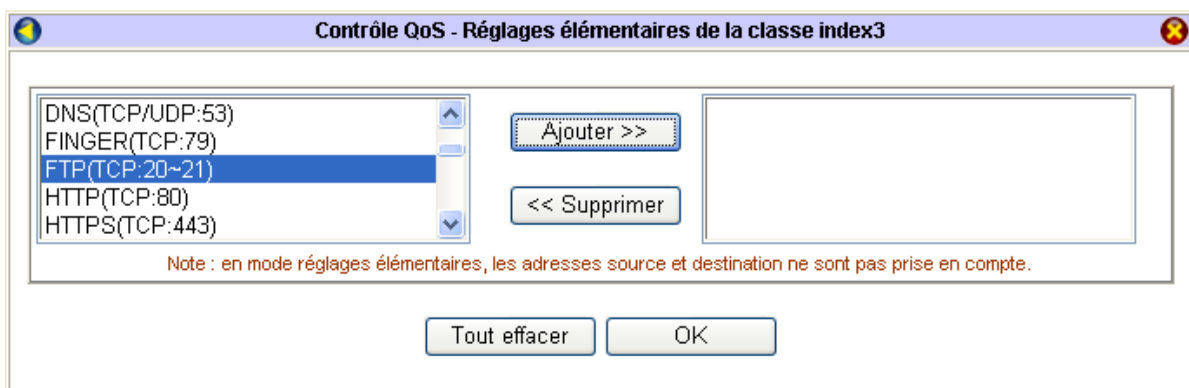 Contrôle QoS - Réglages élémentaires de la classe index3
DNS(TCP/UDP:53)
FINGER(TCP:79)
FTP(TCP:20~21)
HTTP(TCP:80)
HTTPS(TCP:443)
Ajouter >>
<< Supprimer
Note : en mode réglages élémentaires, les adresses source et destination ne sont pas prise en compte.
Tout effacer
OK